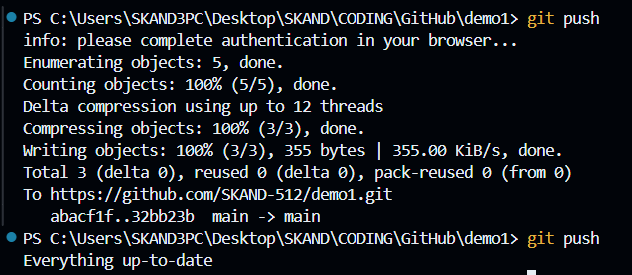 PS C:\Users\SKAND3PC\Desktop\SKAND\CODING\GitHub\demo1> git push
info: please complete authentication in your browser...
Enumerating objects: 5, done.
Counting objects: 100% (5/5), done.
Delta compression using up to 12 threads
Compressing objects: 100% (3/3), done.
Writing objects: 100% (3/3), 355 bytes | 355.00 KiB/s, done.
Total 3 (delta 0), reused 0 (delta 0), pack-reused 0 (from 0)
To https://github.com/SKAND-512/demo1.git
   abacf1f..32bb23b  main -> main
PS C:\Users\SKAND3PC\Desktop\SKAND\CODING\GitHub\demo1> git push
Everything up-to-date